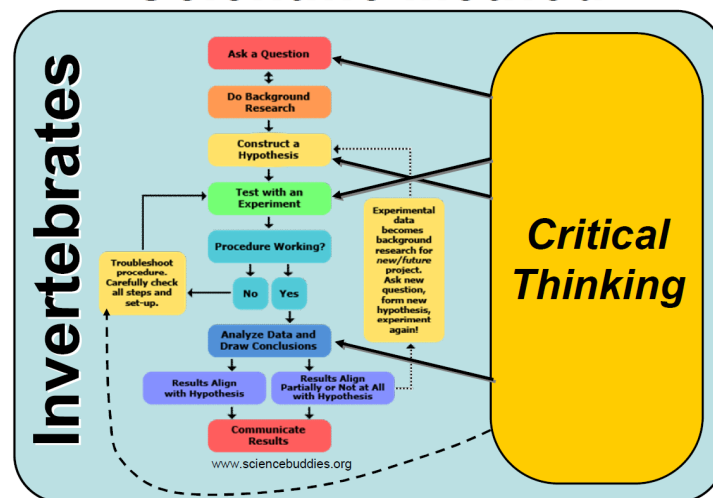 Invertebrates
Ask a Question
Do Background
Research
Construct a
Hypothesis
Test with an
Experiment
Procedure Working?
Troubleshoot
procedure.
Carefully check
all steps and
set-up.
No
Yes
Experimental
data
becomes
background
research for
new/future
project.
Ask new
question,
form new
hypothesis,
experiment
again!
Analyze Data and
Draw Conclusions
Results Align
with Hypothesis
Results Align
Partially or Not at All
with Hypothesis
Communicate
Results
www.sciencebuddies.org
Critical
Thinking